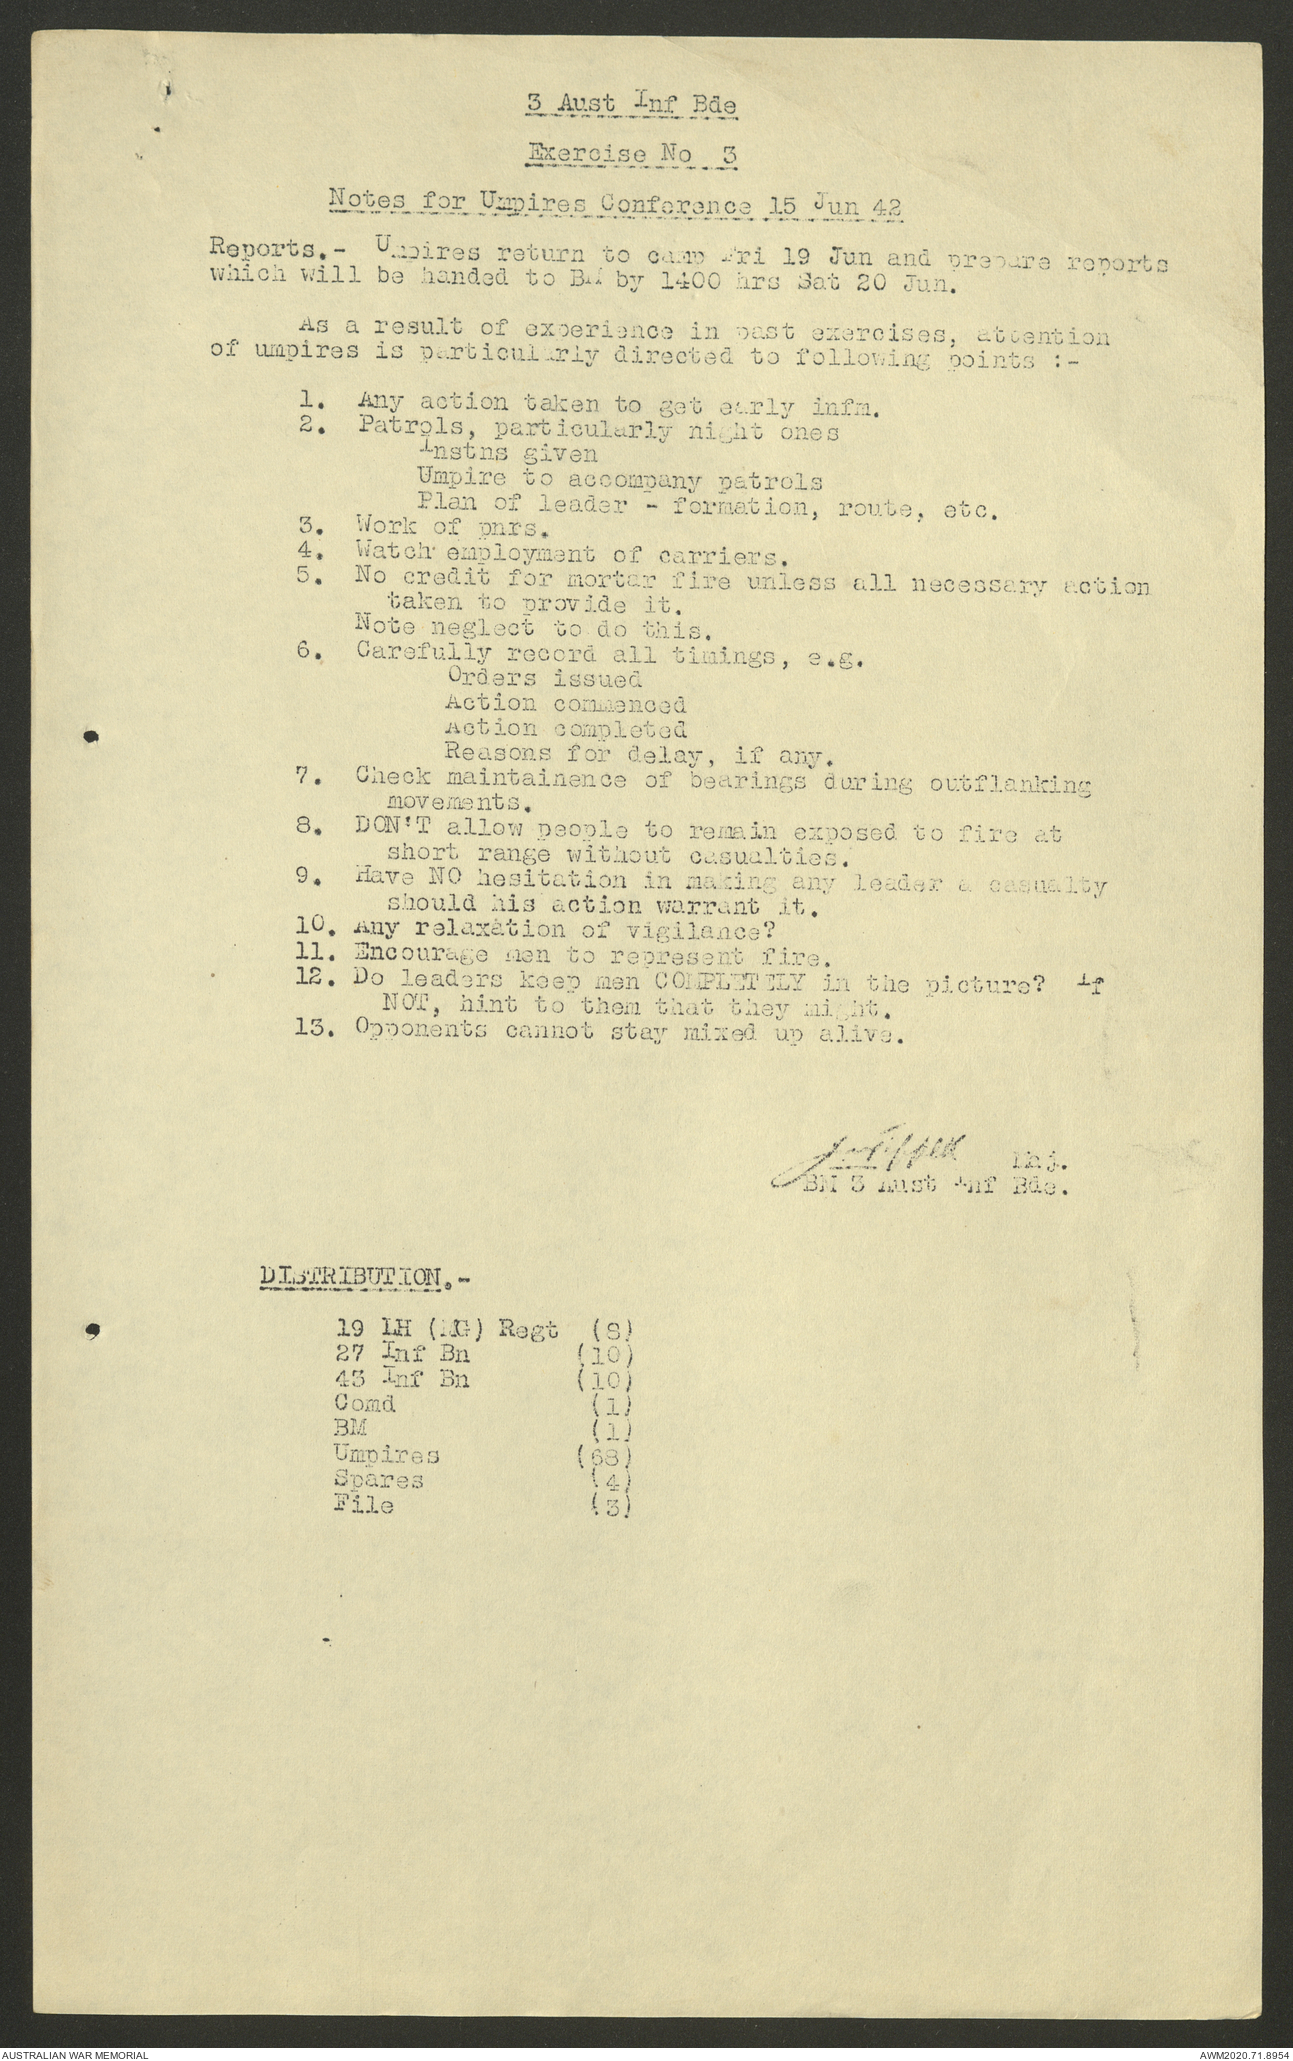 3 Aust Inf Bde
Exercise No 3
Notes for Umpires Conference 15 Jun 42
Reports.- Umpires return to camp Fri 19 Jun and prepare reports
which will be handed to BM by 1400 hrs Sat 20 Jun.
As a result of experience in past exercises, attention
of umpires is particularly directed to following points :-
1. Any action taken to get early infm.
2. Patrols, particularly night ones
Instns given
Umpire to accompany patrols
Plan of leader - formation, route, etc.
3. Work of pnrs.
4. Watch employment of carriers.
5. No credit for mortar fire unless all necessary action
taken to provide it.
Note neglect to do this.
6. Carefully record all timings, e.g.
Orders issued
Action commenced
Action completed
Reasons for delay, if any.
7. Check maintainence of bearings during outflanking
movements.
8. DON'T allow people to remain exposed to fire at
short range without casualties.
9. Have NO hesitation in making any leader a casualty
should his action warrant it.
10. Any relaxation of vigilance?
11. Encourage men to represent fire.
12. Do leaders keep men COMPLETELY in the picture? If
NOT, hint to them that they might.
13. Opponents cannot stay mixed up alive.
Maj.
BM 3 Aust Inf Bde.
DISTRIBUTION.-
19 LH (MG) Regt (8)
27 Inf Bn (10)
43 Inf Bn (10)
Comd (1)
BM (1)
Umpires (68)
Spares (4)
File (3)
AUSTRALIAN WAR MEMORIAL
AWM2020.71.8954